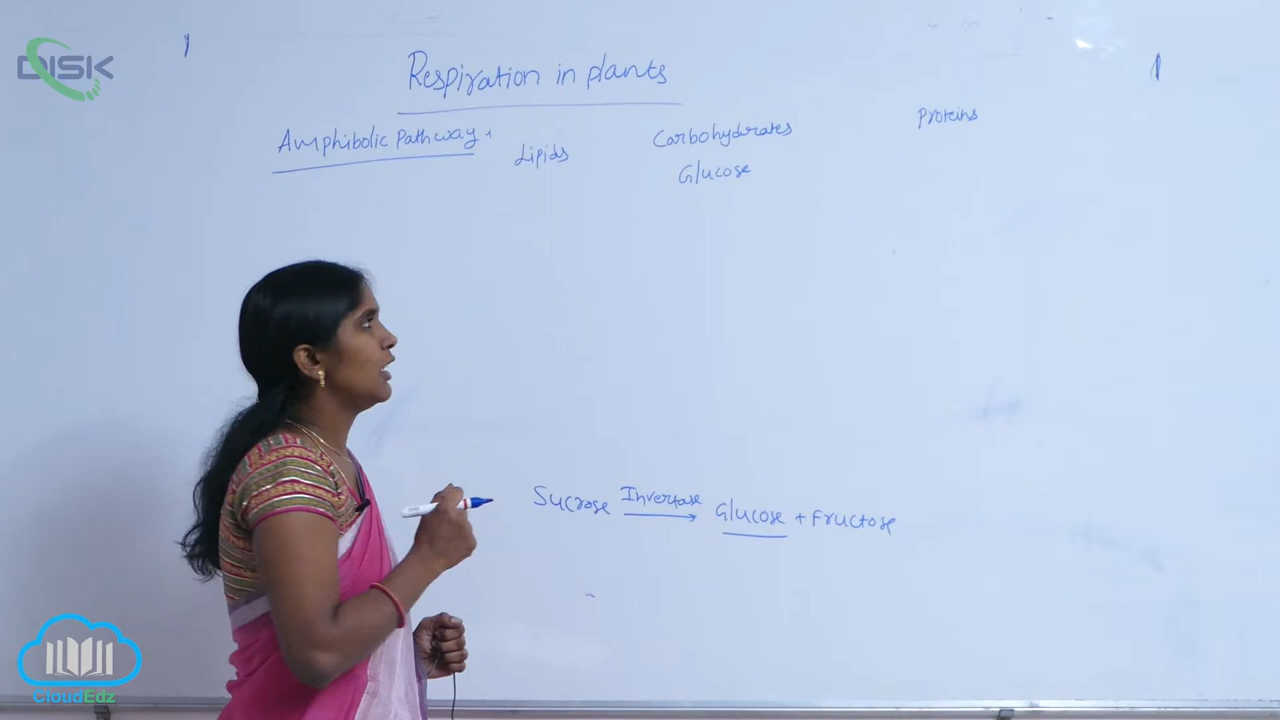 DISK
Respiration in plants
Amphibolic Pathway
Lipids
Carbohydrates
Proteins
Glucose
Sucrose Invertase Glucose + Fructose
CloudEdz